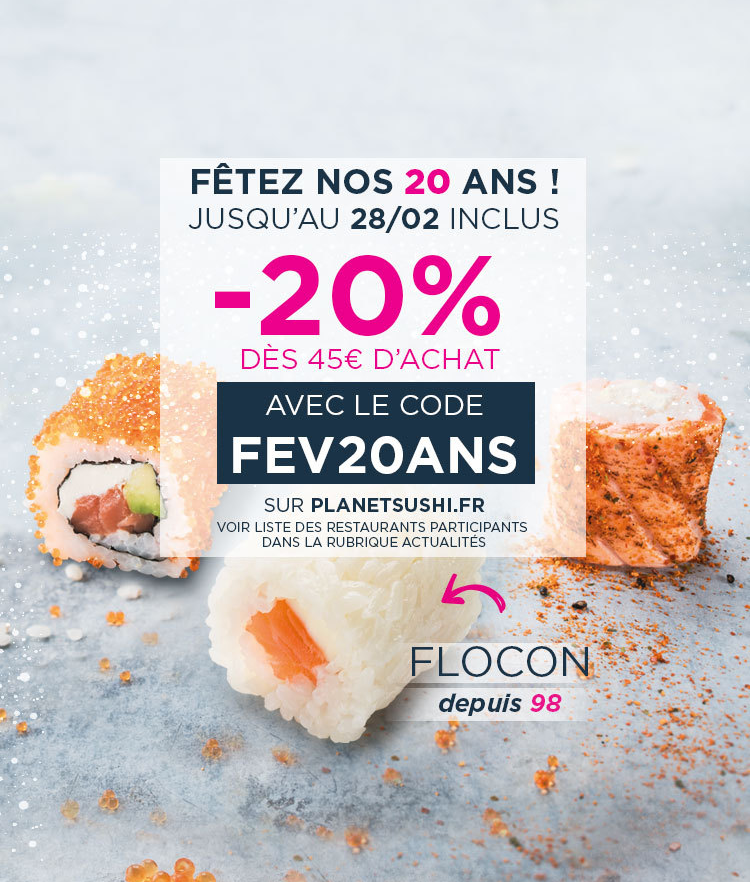 FÊTEZ NOS 20 ANS !
JUSQU'AU 28/02 INCLUS
-20%
DÈS 45€ D'ACHAT
AVEC LE CODE
FEV20ANS
SUR PLANETSUSHI.FR
VOIR LISTE DES RESTAURANTS PARTICIPANTS
DANS LA RUBRIQUE ACTUALITÉS
FLOCON
depuis 98